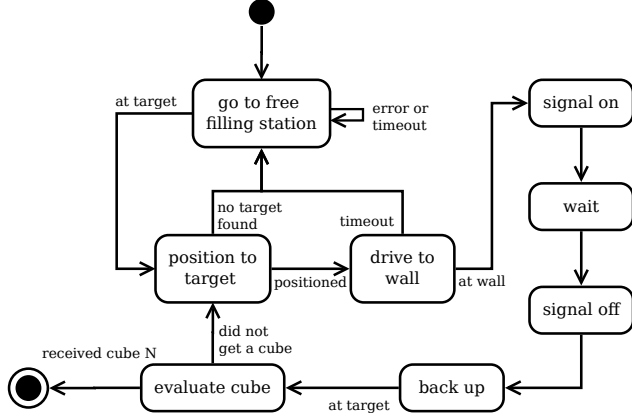 at target
go to free
filling station
error or
timeout
signal on
wait
no target
found
timeout
position to
target
positioned
drive to
wall
at wall
signal off
did not
get a cube
received cube N
evaluate cube
at target
back up